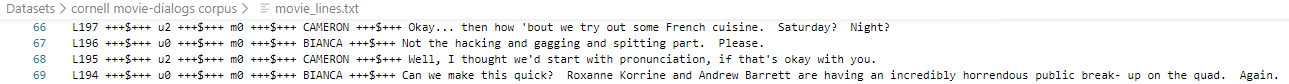 Datasets > cornell movie-dialogs corpus > movie_lines.txt
66 L197 +++$+++ u2 +++$+++ m0 +++$+++ CAMERON +++$+++ Okay... then how 'bout we try out some French cuisine.  Saturday?  Night?
67 L196 +++$+++ u0 +++$+++ m0 +++$+++ BIANCA +++$+++ Not the hacking and gagging and spitting part.  Please.
68 L195 +++$+++ u2 +++$+++ m0 +++$+++ CAMERON +++$+++ Well, I thought we'd start with pronunciation, if that's okay with you.
69 L194 +++$+++ u0 +++$+++ m0 +++$+++ BIANCA +++$+++ Can we make this quick?  Roxanne Korrine and Andrew Barrett are having an incredibly horrendous public break- up on the quad.  Again.